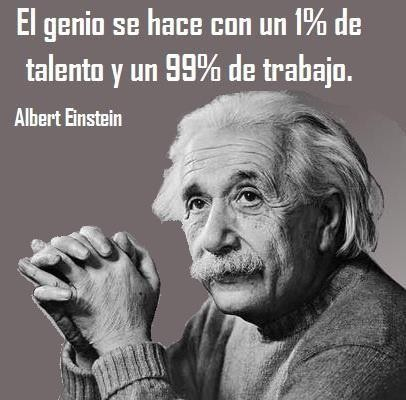 El genio se hace con un 1% de
talento y un 99% de trabajo.
Albert Einstein